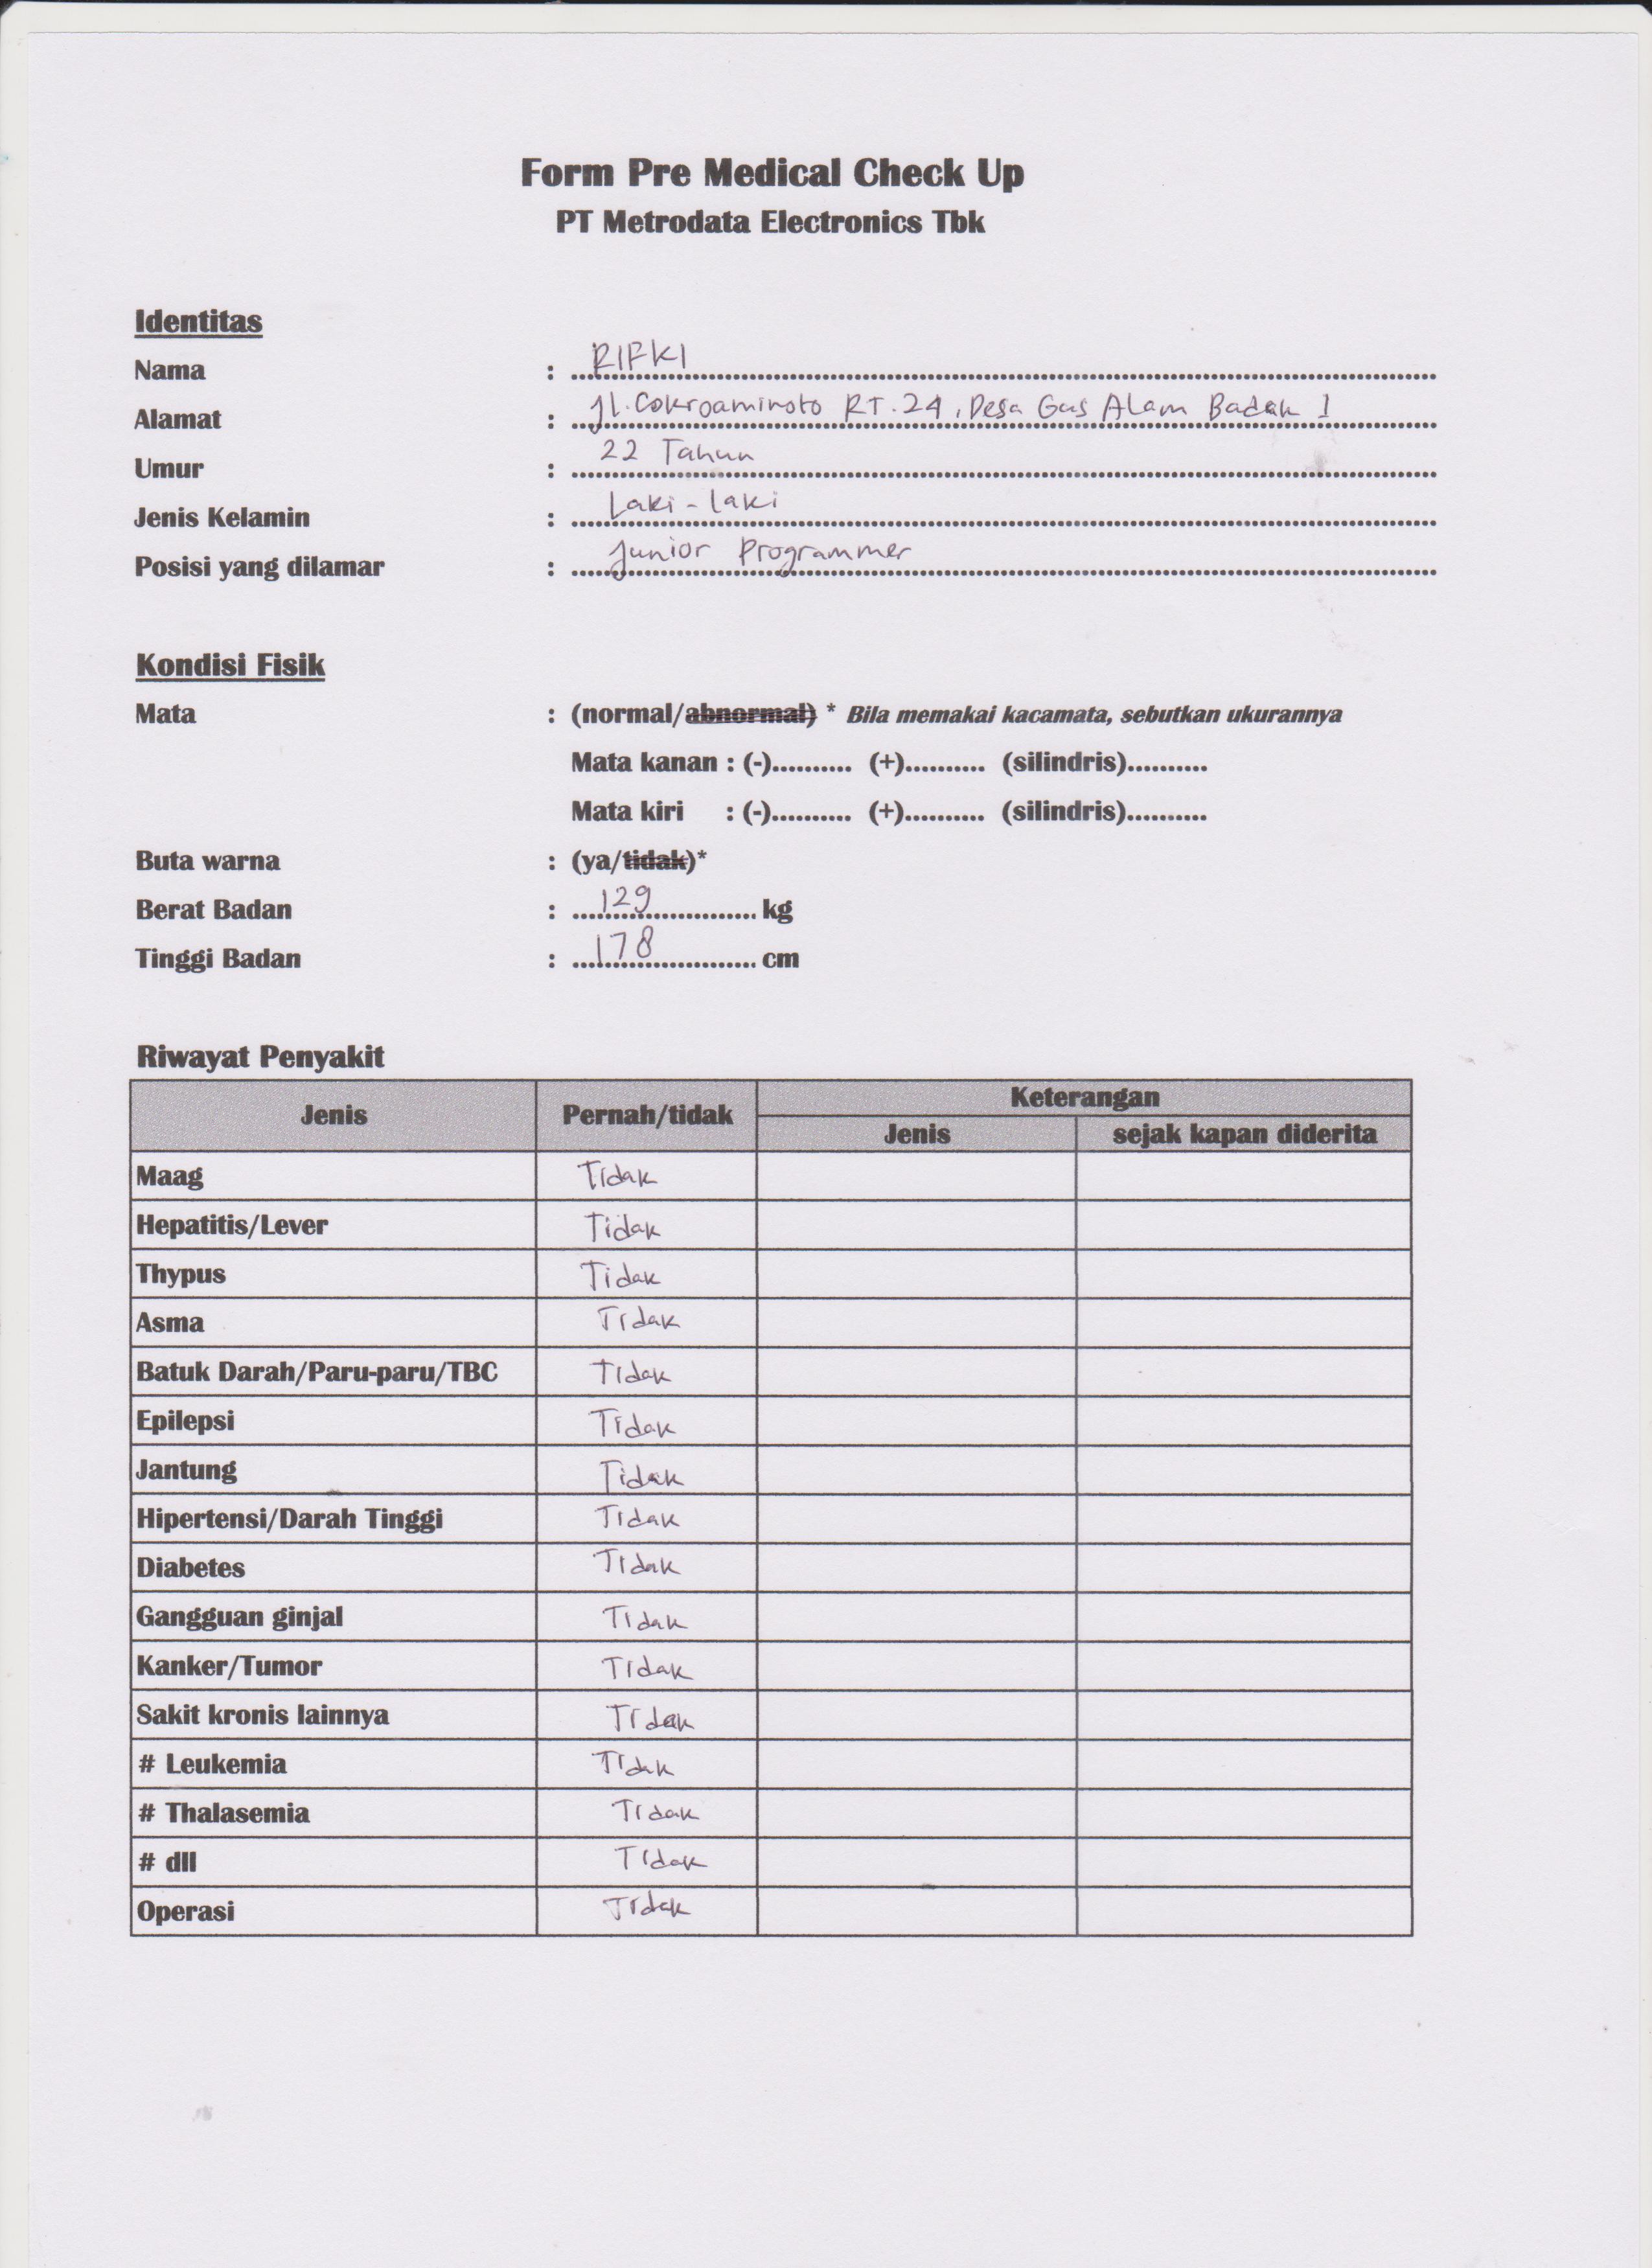 Form Pre Medical Check Up
PT Metrodata Electronics Tbk
Identitas
Nama : RIFKI
Alamat : Jl. Cokroaminoto RT.24, Desa Gas Alam Badak 1
Umur : 22 Tahun
Jenis Kelamin : Laki-laki
Posisi yang dilamar : Junior Programmer
Kondisi Fisik
Mata : (normal/abnormal) * Bila memakai kacamata, sebutkan ukurannya
Mata kanan : (-).......... (+).......... (silindris)..........
Mata kiri : (-).......... (+).......... (silindris)..........
Buta warna : (ya/tidak)*
Berat Badan : 129 kg
Tinggi Badan : 178 cm
Riwayat Penyakit
Jenis Pernah/tidak Keterangan
Jenis sejak kapan diderita
Maag Tidak
Hepatitis/Lever Tidak
Thypus Tidak
Asma Tidak
Batuk Darah/Paru-paru/TBC Tidak
Epilepsi Tidak
Jantung Tidak
Hipertensi/Darah Tinggi Tidak
Diabetes Tidak
Gangguan ginjal Tidak
Kanker/Tumor Tidak
Sakit kronis lainnya Tidak
# Leukemia Tidak
# Thalasemia Tidak
# dll Tidak
Operasi Tidak